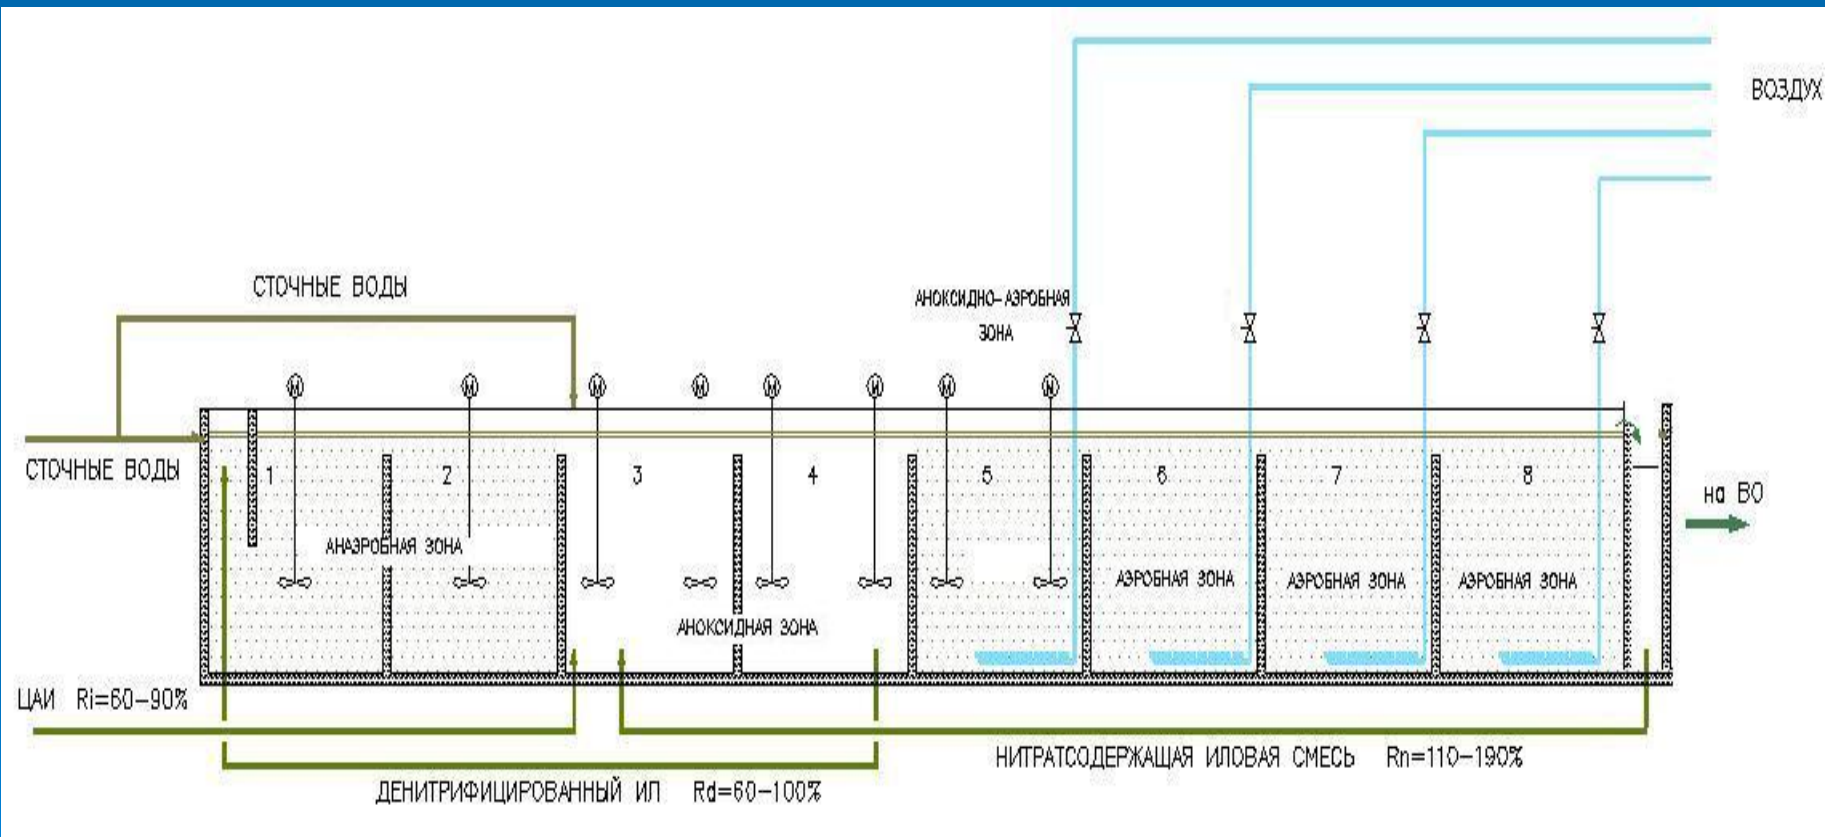 ВОЗДУХ
СТОЧНЫЕ ВОДЫ
АНОКСИДНО-АЭРОБНАЯ
ЗОНА
М М М М М М М М
СТОЧНЫЕ ВОДЫ
1 2 3 4 5 6 7 8
на ВО
АНАЭРОБНАЯ ЗОНА
АЭРОБНАЯ ЗОНА АЭРОБНАЯ ЗОНА АЭРОБНАЯ ЗОНА
АНОКСИДНАЯ ЗОНА
ЦАИ Ri=60-90%
НИТРАТСОДЕРЖАЩАЯ ИЛОВАЯ СМЕСЬ Rn=110-190%
ДЕНИТРИФИЦИРОВАННЫЙ ИЛ Rd=60-100%